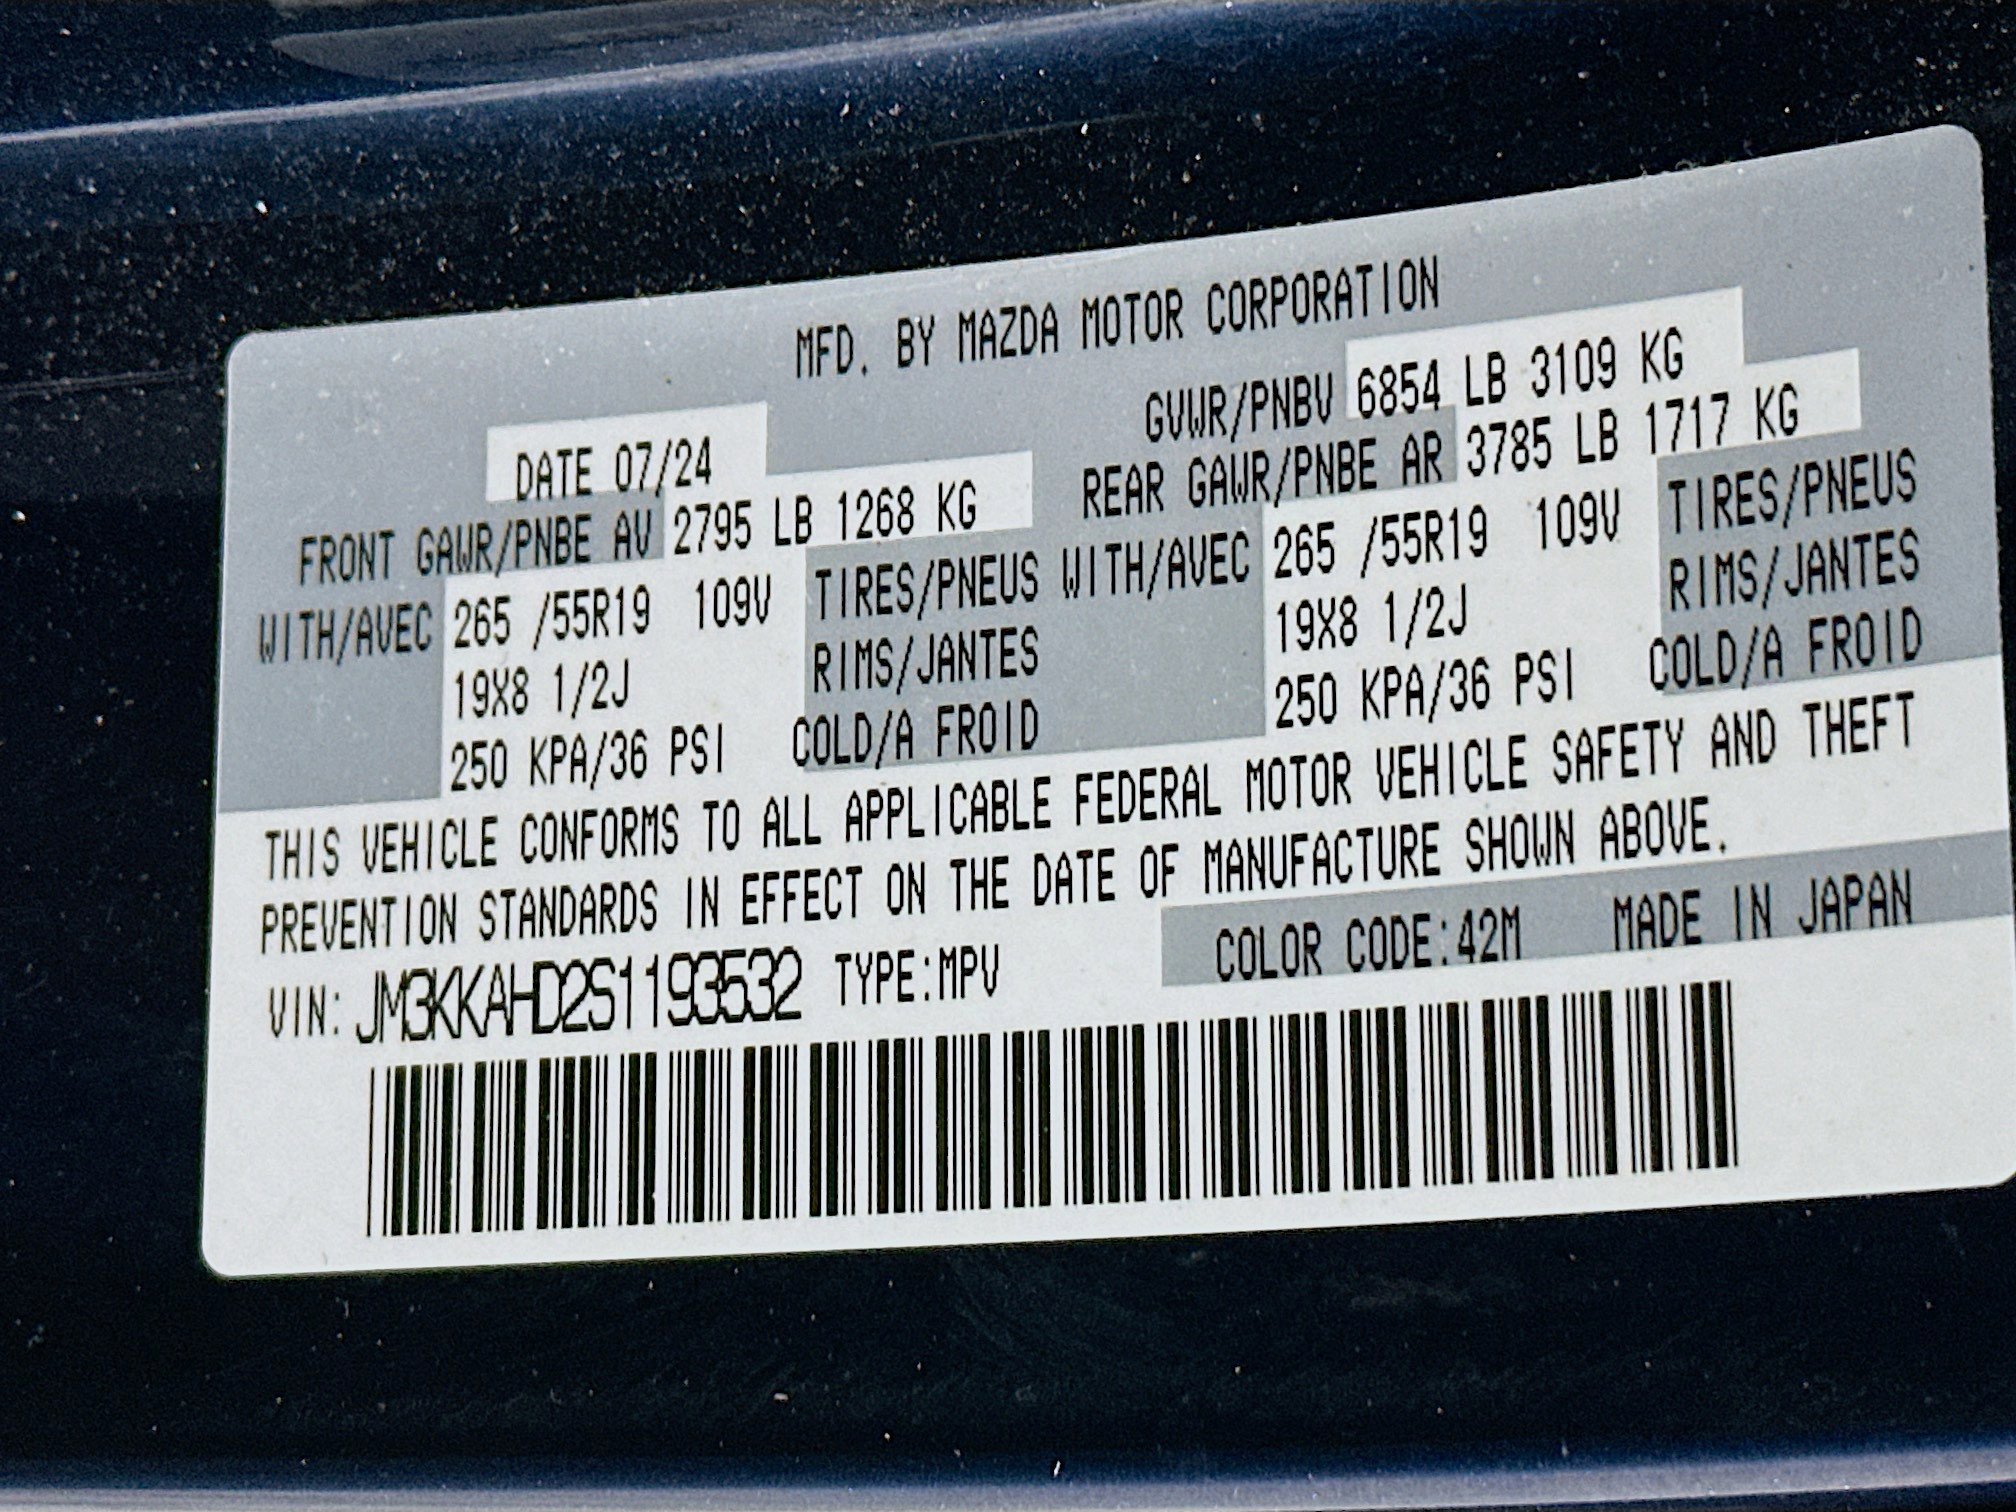 MFD. BY MAZDA MOTOR CORPORATION
DATE 07/24 GVWR/PNBV 6854 LB 3109 KG
FRONT GAWR/PNBE AV 2795 LB 1268 KG REAR GAWR/PNBE AR 3785 LB 1717 KG
WITH/AVEC 265 /55R19 109V TIRES/PNEUS WITH/AVEC 265 /55R19 109V TIRES/PNEUS
19X8 1/2J RIMS/JANTES 19X8 1/2J RIMS/JANTES
250 KPA/36 PSI COLD/A FROID 250 KPA/36 PSI COLD/A FROID
THIS VEHICLE CONFORMS TO ALL APPLICABLE FEDERAL MOTOR VEHICLE SAFETY AND THEFT
PREVENTION STANDARDS IN EFFECT ON THE DATE OF MANUFACTURE SHOWN ABOVE.
VIN: JM3KKAHD2S1193532 TYPE:MPV COLOR CODE:42M MADE IN JAPAN